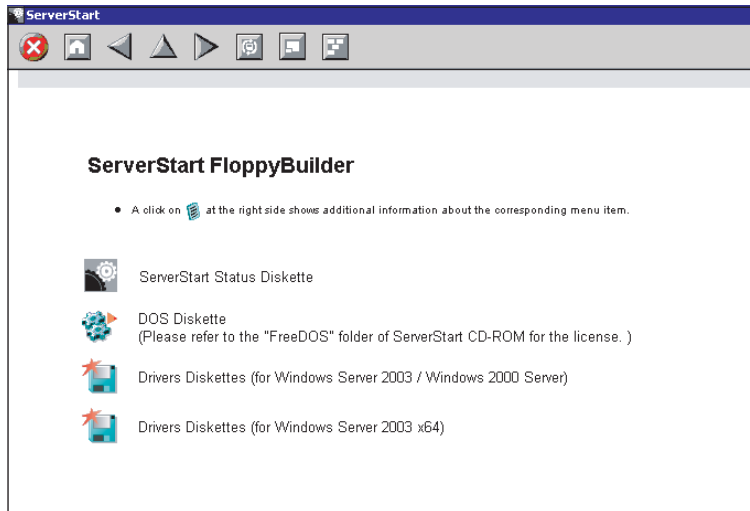 ServerStart
ServerStart FloppyBuilder
• A click on at the right side shows additional information about the corresponding menu item.
ServerStart Status Diskette
DOS Diskette
(Please refer to the "FreeDOS" folder of ServerStart CD-ROM for the license. )
Drivers Diskettes (for Windows Server 2003 / Windows 2000 Server)
Drivers Diskettes (for Windows Server 2003 x64)